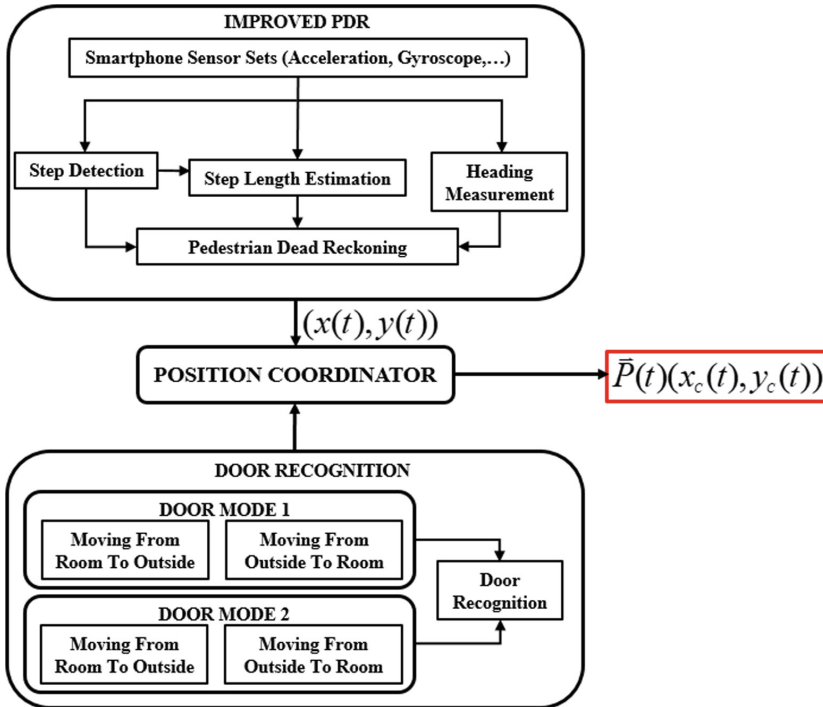 IMPROVED PDR
Smartphone Sensor Sets (Acceleration, Gyroscope,…)
Step Detection
Step Length Estimation
Heading
Measurement
Pedestrian Dead Reckoning
(x(t), y(t))
POSITION COORDINATOR
P̄(t)(x_c(t), y_c(t))
DOOR RECOGNITION
DOOR MODE 1
Moving From
Room To Outside
Moving From
Outside To Room
Door
Recognition
DOOR MODE 2
Moving From
Room To Outside
Moving From
Outside To Room